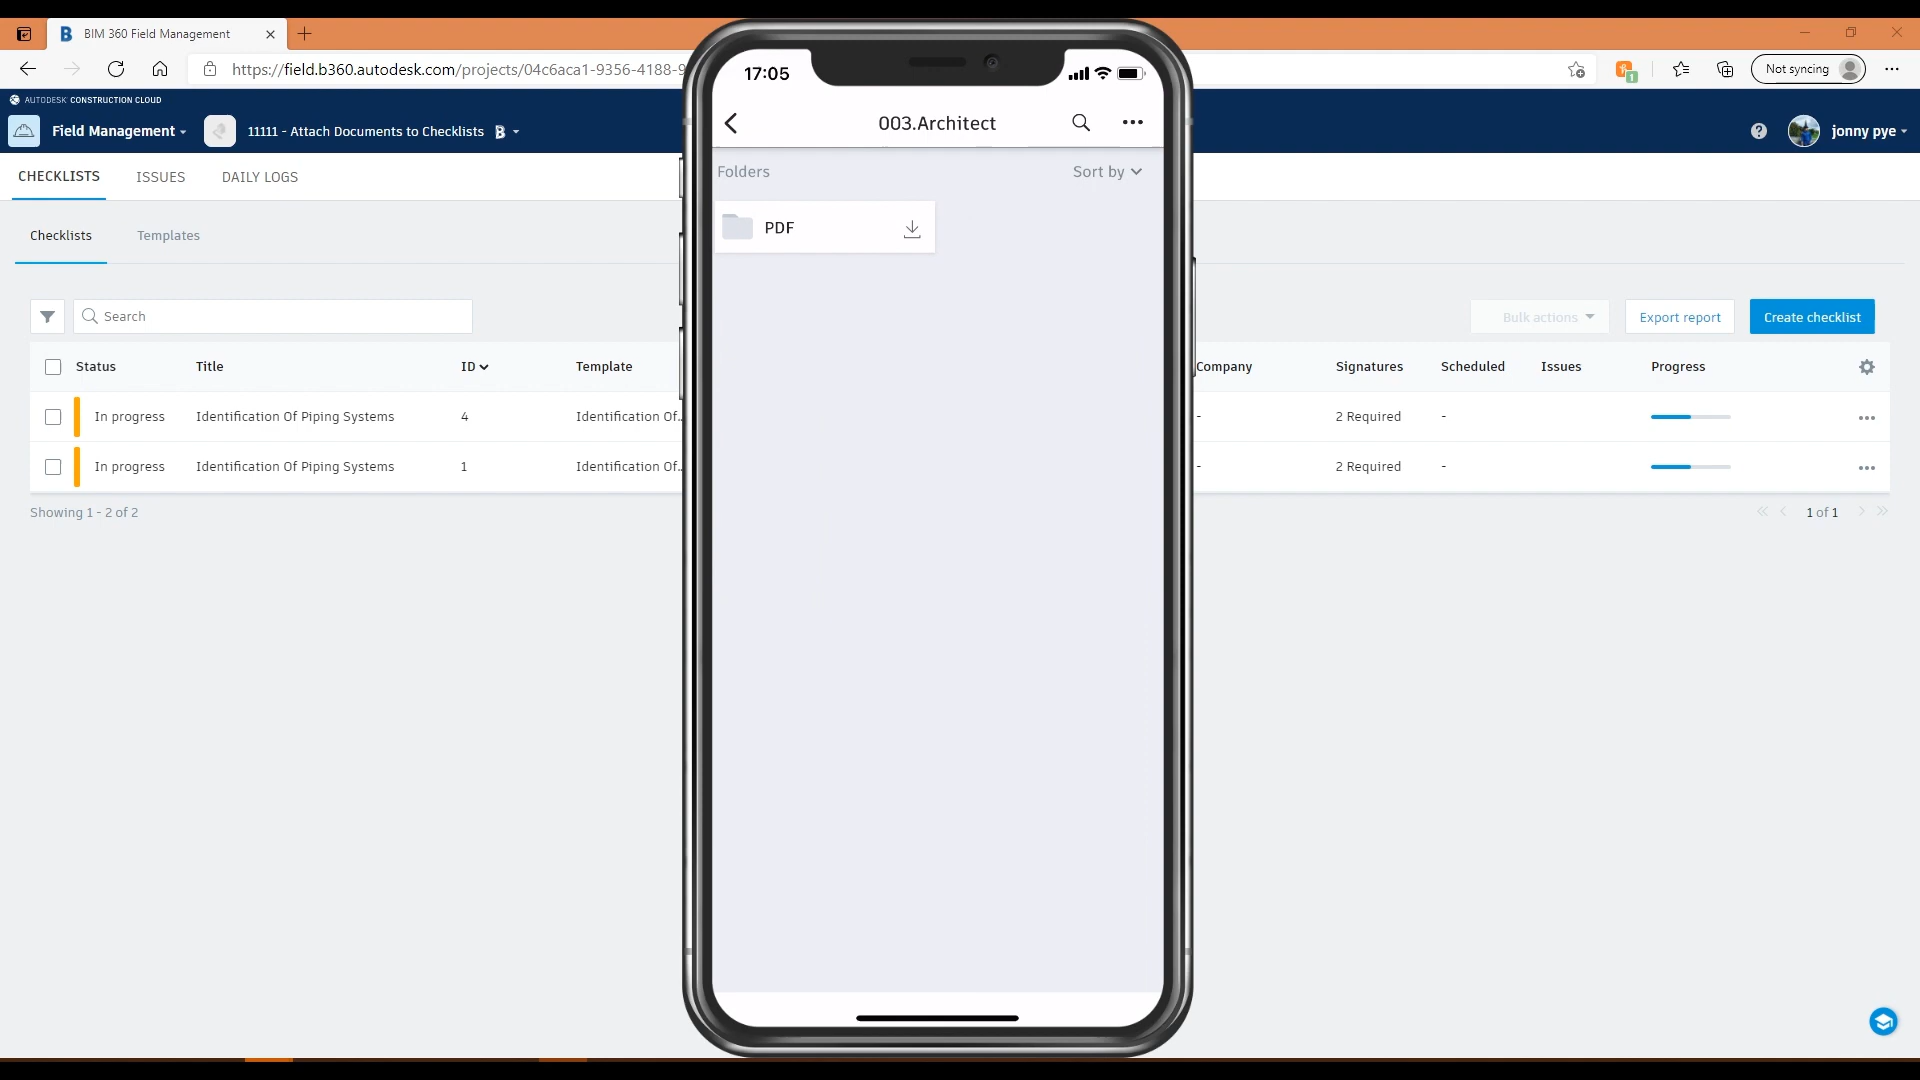 BIM 360 Field Management
https://field.b360.autodesk.com/projects/04c6aca1-9356-4188-9
Not syncing
1
AUTODESK CONSTRUCTION CLOUD
Field Management
11111 - Attach Documents to Checklists
jonny pye
CHECKLISTS
ISSUES
DAILY LOGS
Checklists
Templates
Search
Bulk actions
Export report
Create checklist
Status Title ID Template Company Signatures Scheduled Issues Progress
In progress Identification Of Piping Systems 4 Identification Of.. - 2 Required -
In progress Identification Of Piping Systems 1 Identification Of.. - 2 Required -
Showing 1 - 2 of 2
1 of 1
17:05
003.Architect
Folders
Sort by
PDF